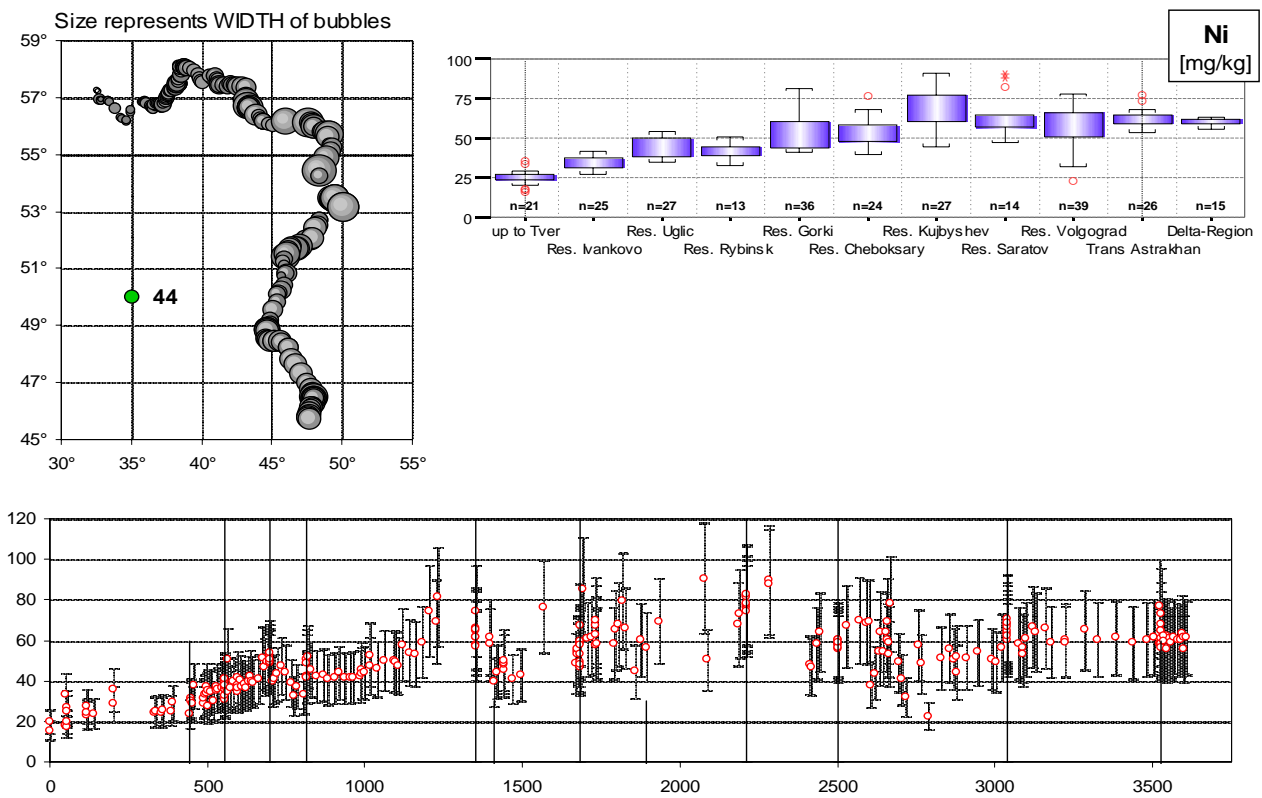 Size represents WIDTH of bubbles
59°
57°
55°
53°
51°
49°
47°
45°
30° 35° 40° 45° 50° 55°
44
Ni
[mg/kg]
100
75
50
25
0
n=21 n=25 n=27 n=13 n=36 n=24 n=27 n=14 n=39 n=26 n=15
up to Tver Res. Uglic Res. Gorki Res. Kujbyshev Res. Volgograd Delta-Region
Res. Ivankovo Res. Rybinsk Res. Cheboksary Res. Saratov Trans Astrakhan
120
100
80
60
40
20
0
0 500 1000 1500 2000 2500 3000 3500